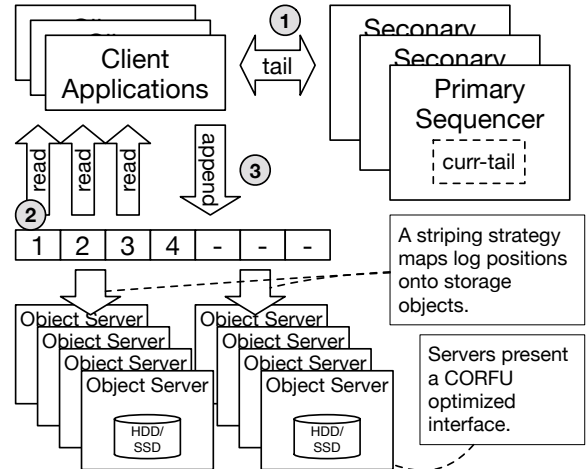 1
Client
Applications
tail
Seconary
Seconary
Primary
Sequencer
curr-tail
read
read
read
append
3
2
1 2 3 4 - - -
A striping strategy
maps log positions
onto storage
objects.
Object Server
Object Server
Object Server
Object Server
HDD/
SSD
Object Server
Object Server
Object Server
Object Server
HDD/
SSD
Servers present
a CORFU
optimized
interface.